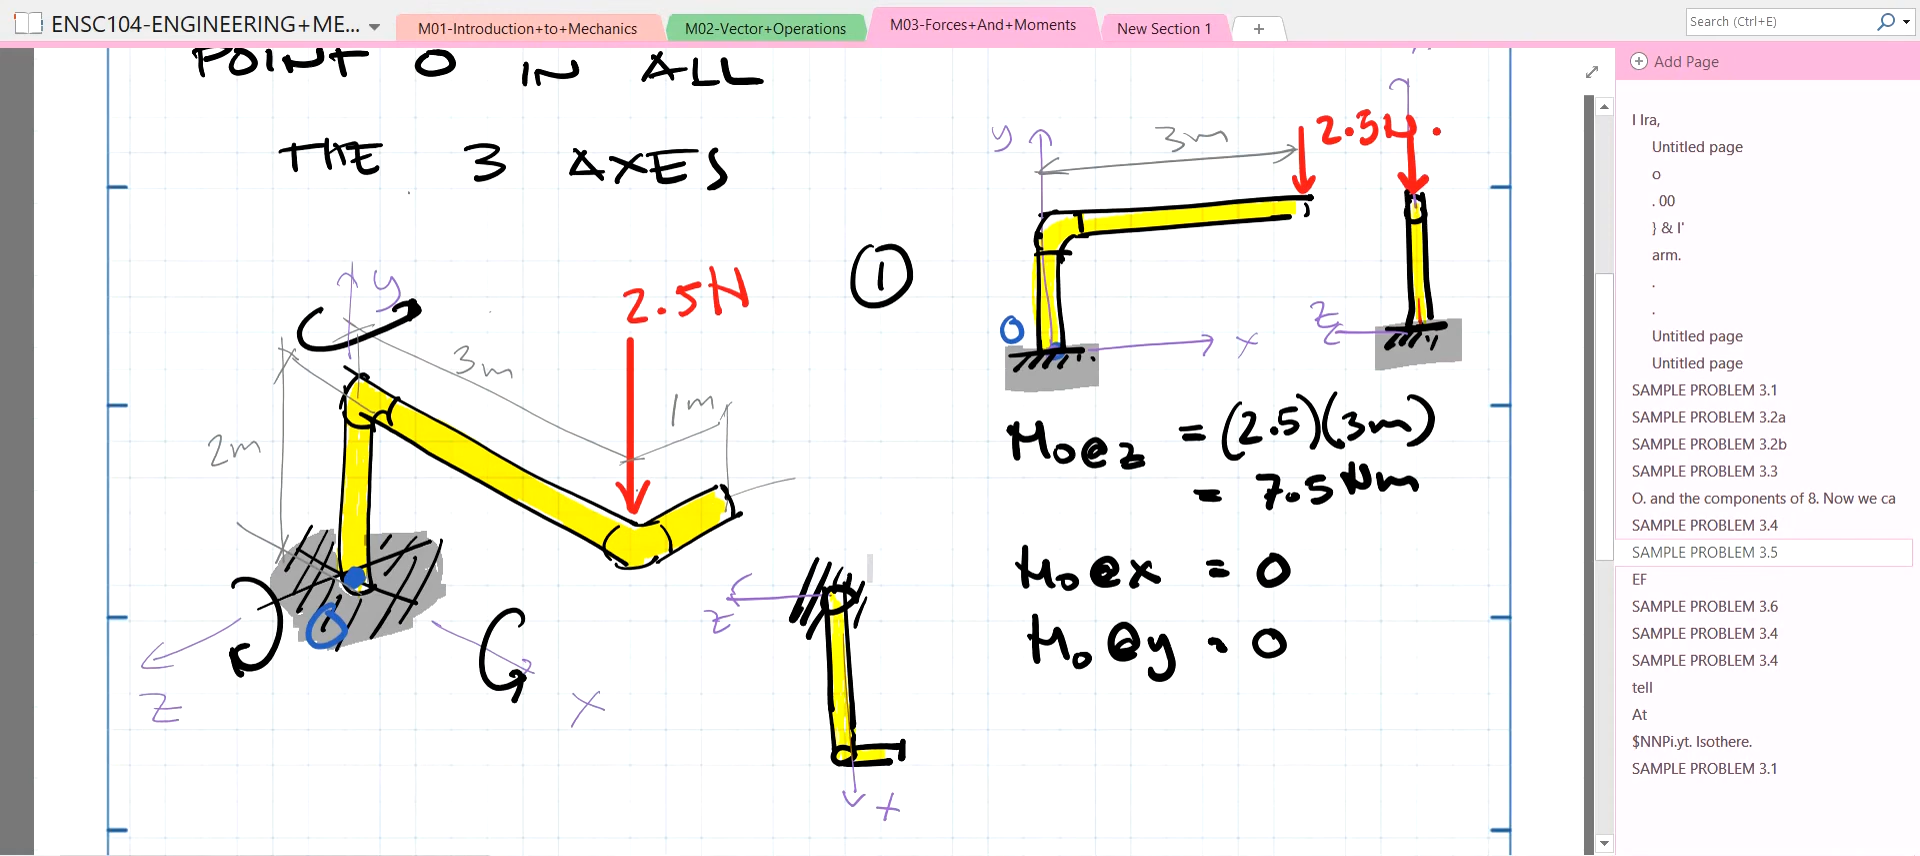 ENSC104-ENGINEERING+ME...
M01-Introduction+to+Mechanics
M02-Vector+Operations
M03-Forces+And+Moments
New Section 1
+
Search (Ctrl+E)
POINT O IN ALL
THE 3 AXES
y
2.5N
3m
1m
2m
O
Z
X
1
y
3m
2.5N.
O
X
Z
Moez = (2.5)(3m)
= 7.5 Nm
Mo@x = 0
Mo@y = 0
Z
X
Add Page
I Ira,
Untitled page
o
. 00
} & I'
arm.
.
.
Untitled page
Untitled page
SAMPLE PROBLEM 3.1
SAMPLE PROBLEM 3.2a
SAMPLE PROBLEM 3.2b
SAMPLE PROBLEM 3.3
O. and the components of 8. Now we ca
SAMPLE PROBLEM 3.4
SAMPLE PROBLEM 3.5
EF
SAMPLE PROBLEM 3.6
SAMPLE PROBLEM 3.4
SAMPLE PROBLEM 3.4
tell
At
$NNPi.yt. Isothere.
SAMPLE PROBLEM 3.1